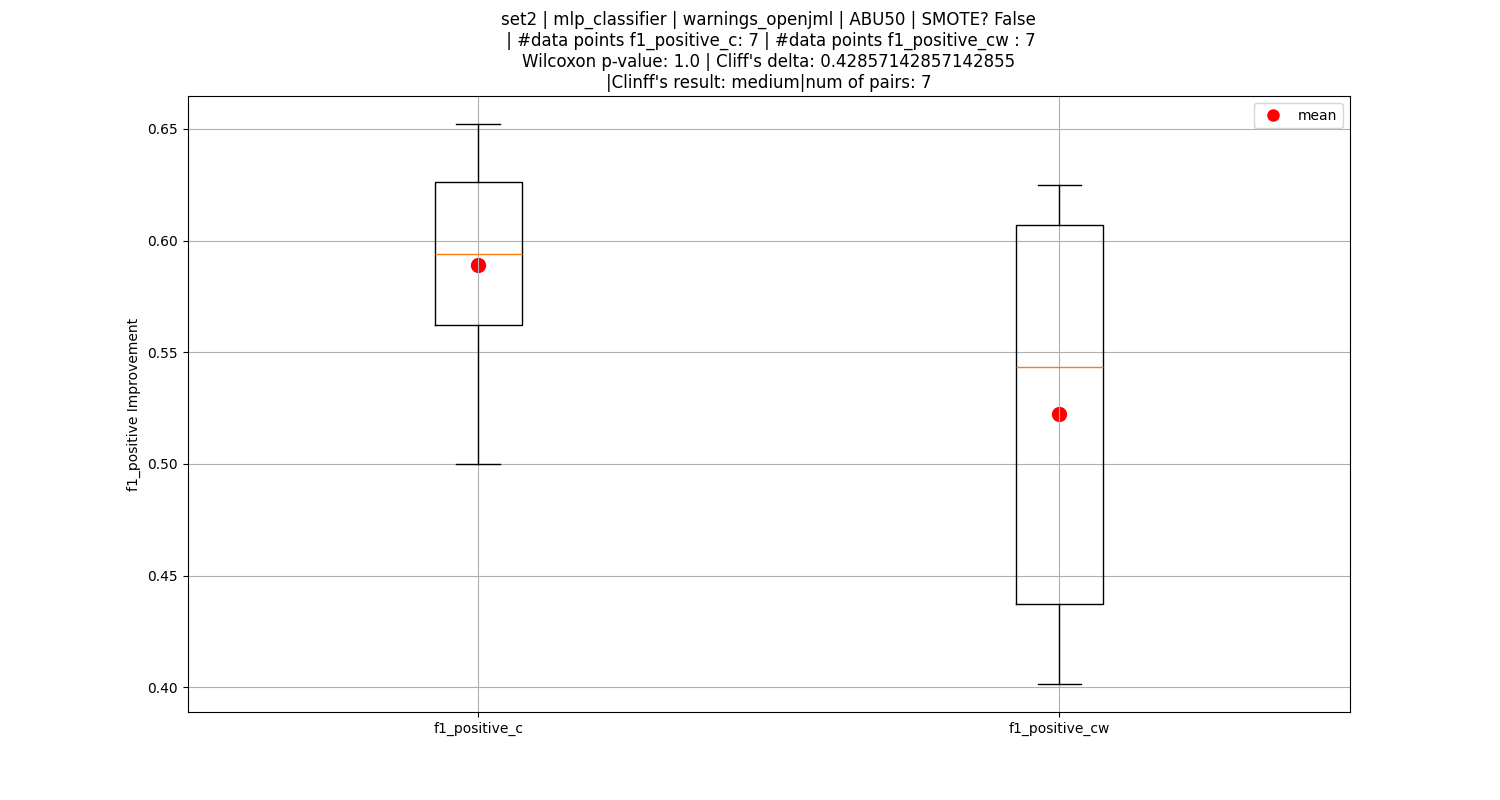 set2 | mlp_classifier | warnings_openjml | ABU50 | SMOTE? False
| #data points f1_positive_c: 7 | #data points f1_positive_cw : 7
Wilcoxon p-value: 1.0 | Cliff's delta: 0.42857142857142855
|Clinff's result: medium|num of pairs: 7
mean
0.65
0.60
0.55
0.50
0.45
0.40
f1_positive Improvement
f1_positive_c
f1_positive_cw